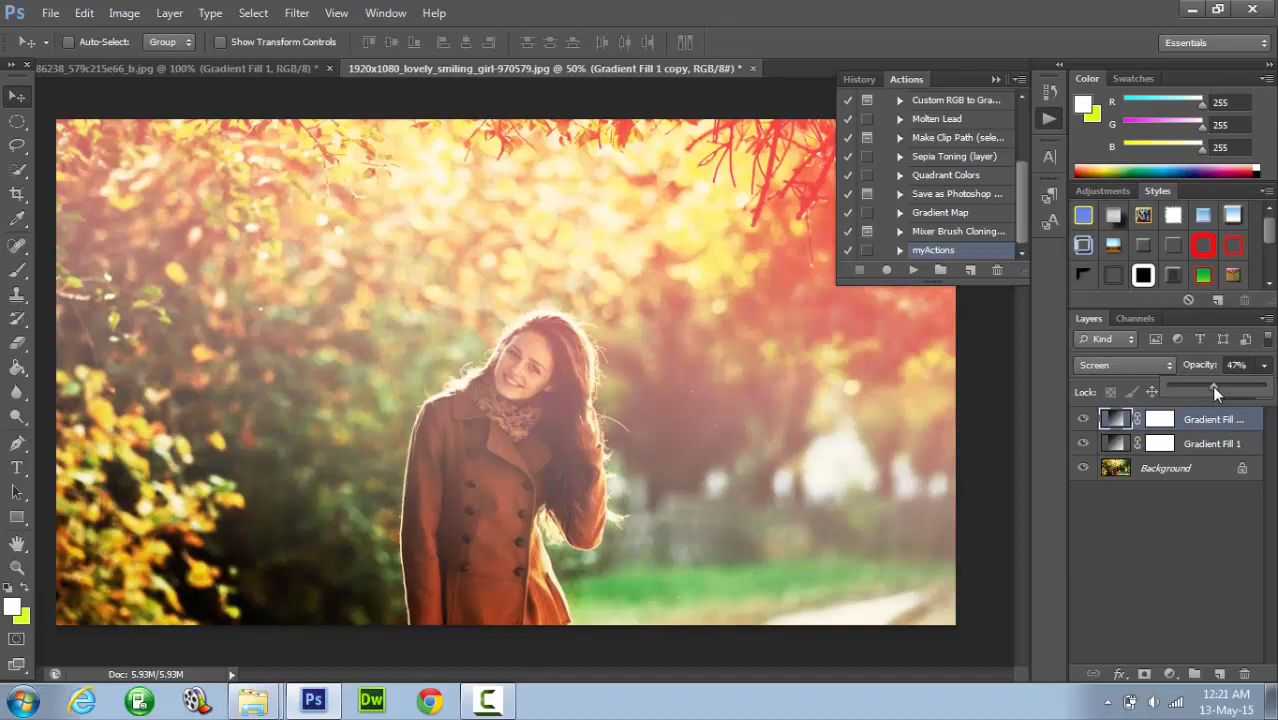 Ps File Edit Image Layer Type Select Filter View Window Help
Auto-Select: Group Show Transform Controls Essentials
86238_579c215e66_b.jpg @ 100% (Gradient Fill 1, RGB/8) * × 1920x1080_lovely_smiling_girl-970579.jpg @ 50% (Gradient Fill 1 copy, RGB/8#) * ×
History Actions
Custom RGB to Gra...
Molten Lead
Make Clip Path (sele...
Sepia Toning (layer)
Quadrant Colors
Save as Photoshop ...
Gradient Map
Mixer Brush Cloning...
myActions
Color Swatches
R 255
G 255
B 255
Adjustments Styles
Layers Channels
Kind
Screen Opacity: 47%
Lock:
Gradient Fill ...
Gradient Fill 1
Background
Doc: 5.93M/5.93M
Ps Dw C
12:21 AM
13-May-15